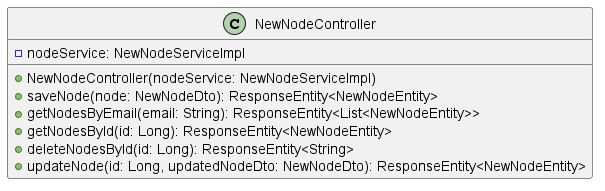 C NewNodeController
nodeService: NewNodeServiceImpl
NewNodeController(nodeService: NewNodeServiceImpl)
saveNode(node: NewNodeDto): ResponseEntity<NewNodeEntity>
getNodesByEmail(email: String): ResponseEntity<List<NewNodeEntity>>
getNodesById(id: Long): ResponseEntity<NewNodeEntity>
deleteNodesById(id: Long): ResponseEntity<String>
updateNode(id: Long, updatedNodeDto: NewNodeDto): ResponseEntity<NewNodeEntity>